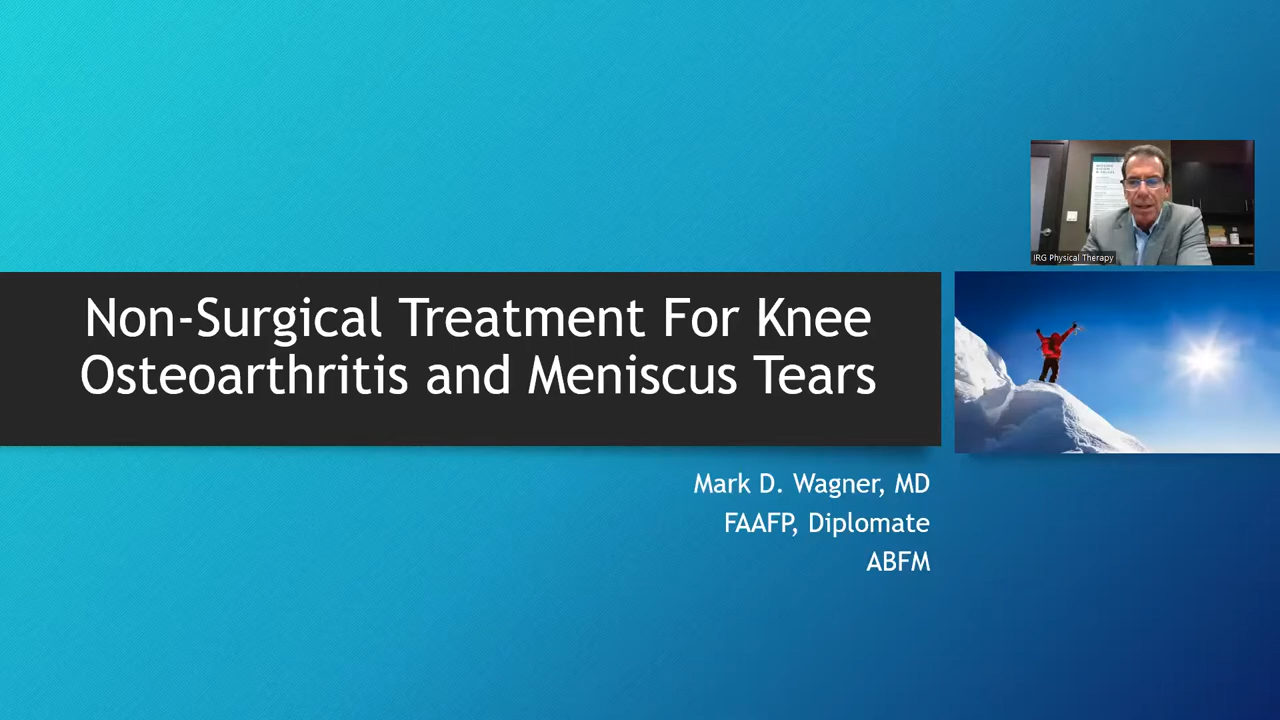 Non-Surgical Treatment For Knee
Osteoarthritis and Meniscus Tears
Mark D. Wagner, MD
FAAFP, Diplomate
ABFM
IRG Physical Therapy